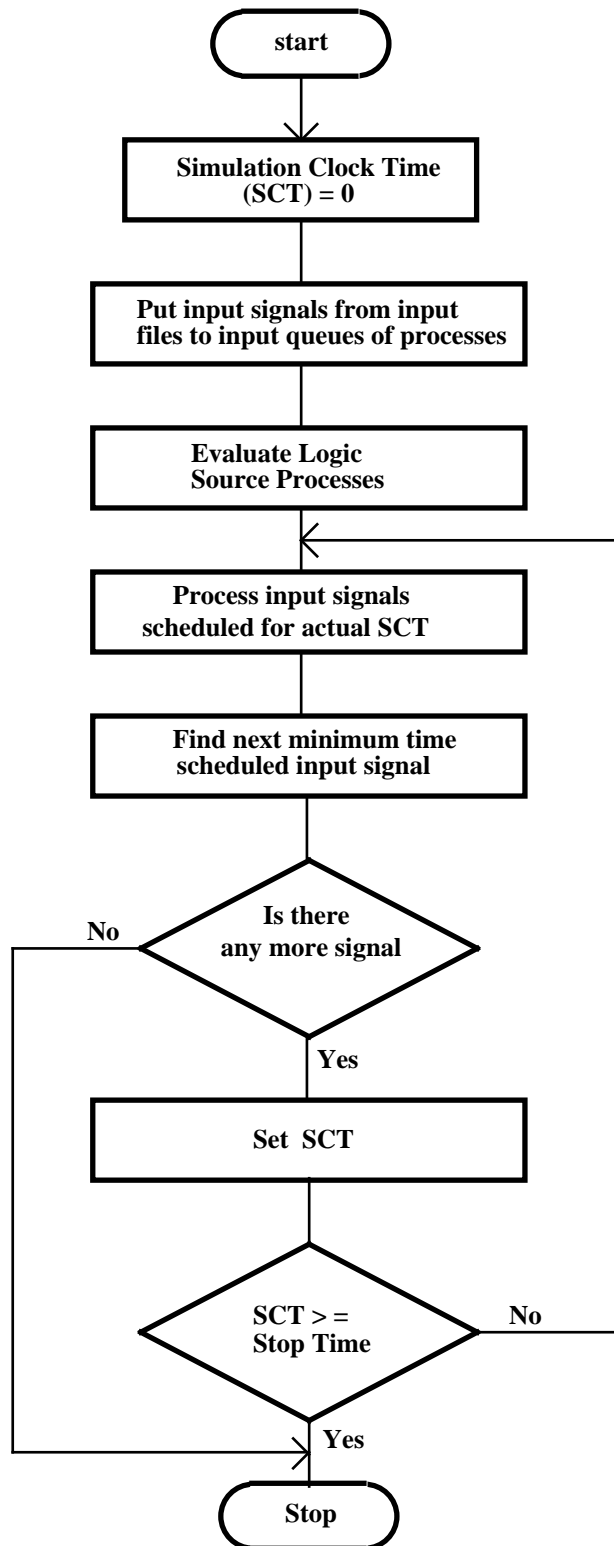 start
Simulation Clock Time
(SCT) = 0
Put input signals from input
files to input queues of processes
Evaluate Logic
Source Processes
Process input signals
scheduled for actual SCT
Find next minimum time
scheduled input signal
Is there
any more signal
No
Yes
Set SCT
SCT > =
Stop Time
No
Yes
Stop